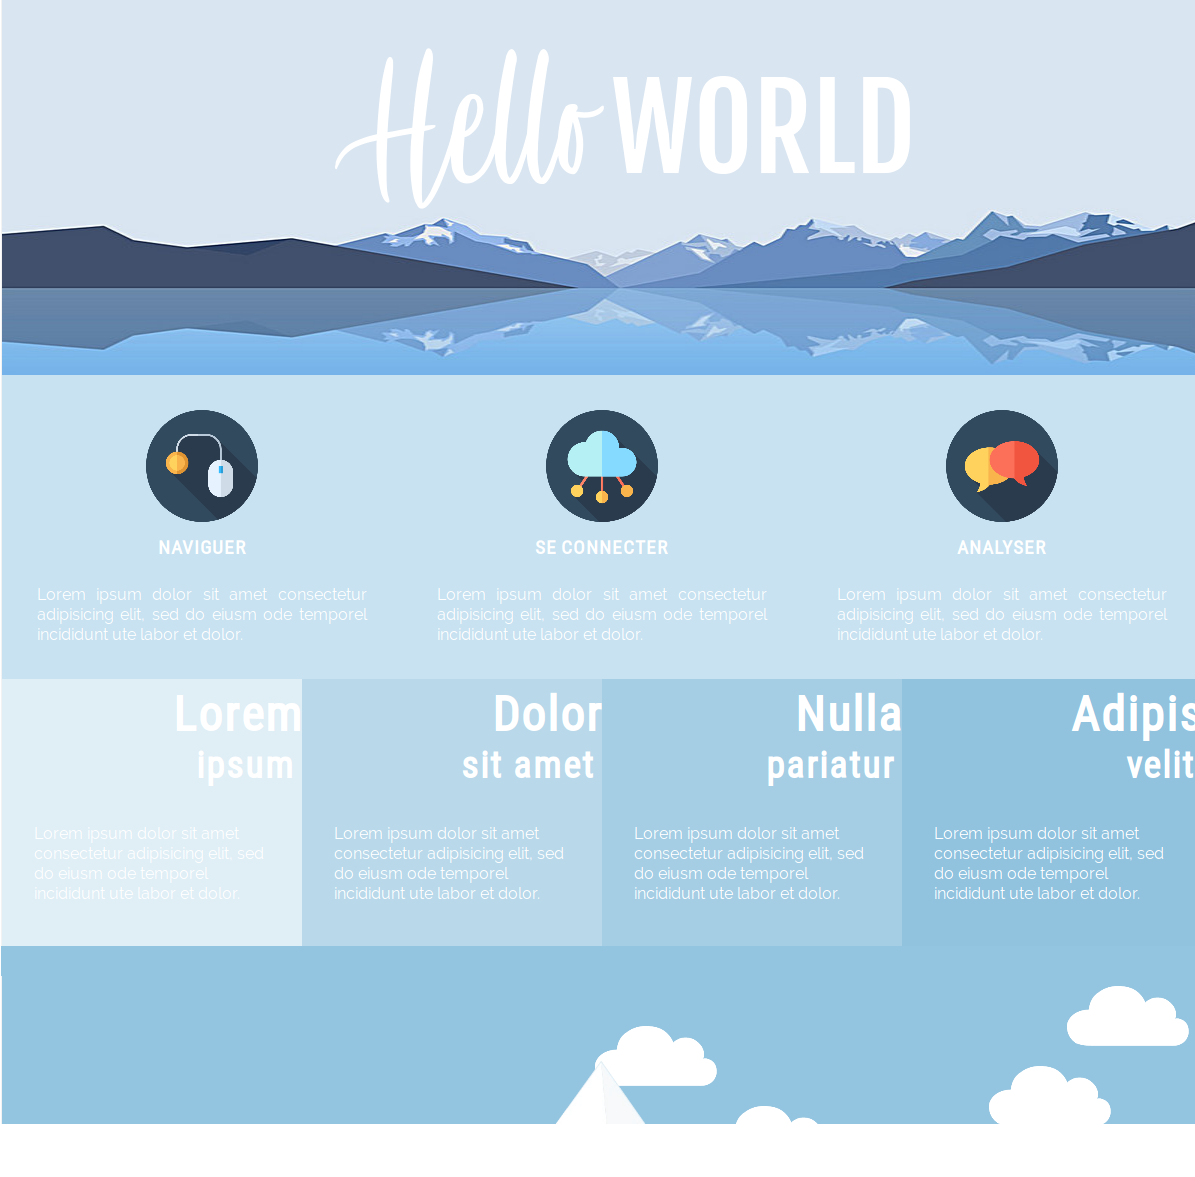 Hello WORLD
NAVIGUER
Lorem ipsum dolor sit amet consectetur
adipisicing elit, sed do eiusm ode temporel
incididunt ute labor et dolor.
SE CONNECTER
Lorem ipsum dolor sit amet consectetur
adipisicing elit, sed do eiusm ode temporel
incididunt ute labor et dolor.
ANALYSER
Lorem ipsum dolor sit amet consectetur
adipisicing elit, sed do eiusm ode temporel
incididunt ute labor et dolor.
Lorem
ipsum
Lorem ipsum dolor sit amet
consectetur adipisicing elit, sed
do eiusm ode temporel
incididunt ute labor et dolor.
Dolor
sit amet
Lorem ipsum dolor sit amet
consectetur adipisicing elit, sed
do eiusm ode temporel
incididunt ute labor et dolor.
Nulla
pariatur
Lorem ipsum dolor sit amet
consectetur adipisicing elit, sed
do eiusm ode temporel
incididunt ute labor et dolor.
Adipis
velit
Lorem ipsum dolor sit amet
consectetur adipisicing elit, sed
do eiusm ode temporel
incididunt ute labor et dolor.